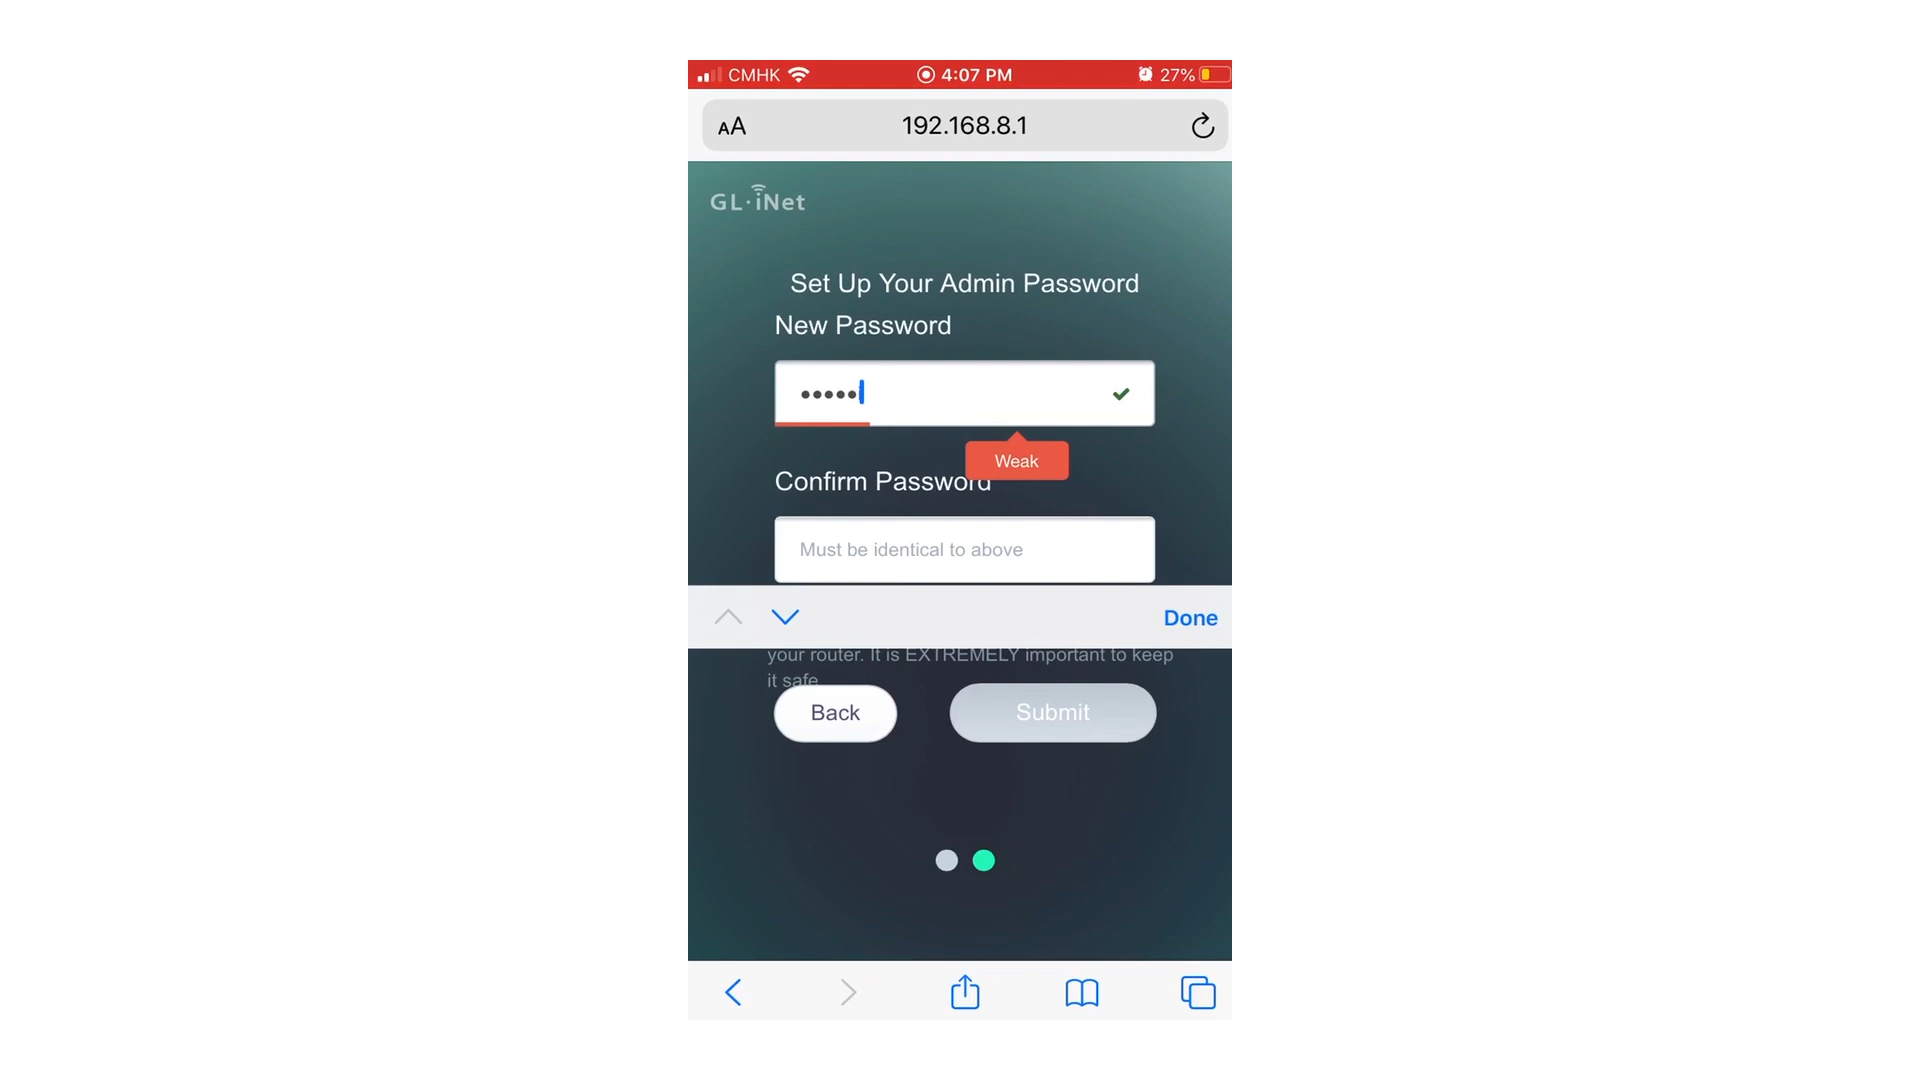 CMHK 4:07 PM 27%
AA 192.168.8.1
GL·iNet
Set Up Your Admin Password
New Password
•••••
Weak
Confirm Password
Must be identical to above
Done
your router. It is EXTREMELY important to keep
it safe
Back Submit